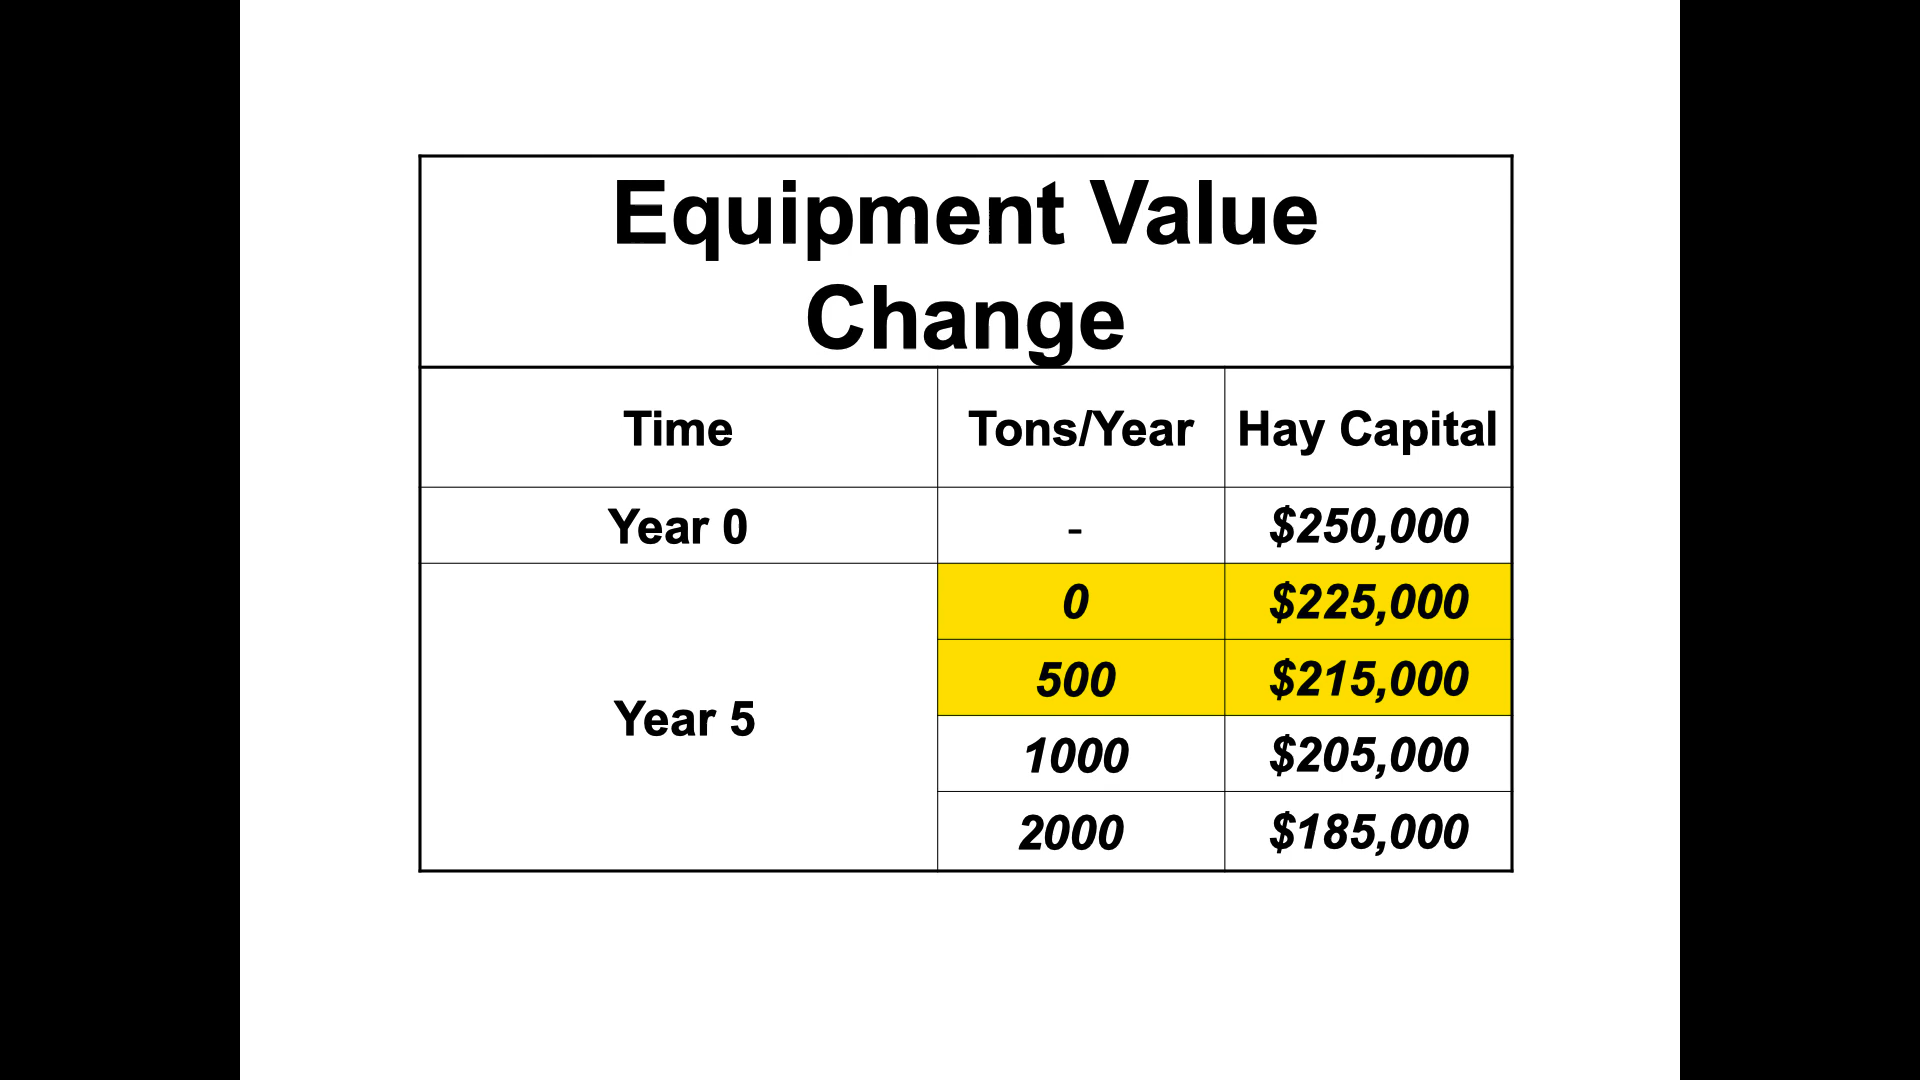 Equipment Value
Change
Time Tons/Year Hay Capital
Year 0 - $250,000
Year 5
0 $225,000
500 $215,000
1000 $205,000
2000 $185,000